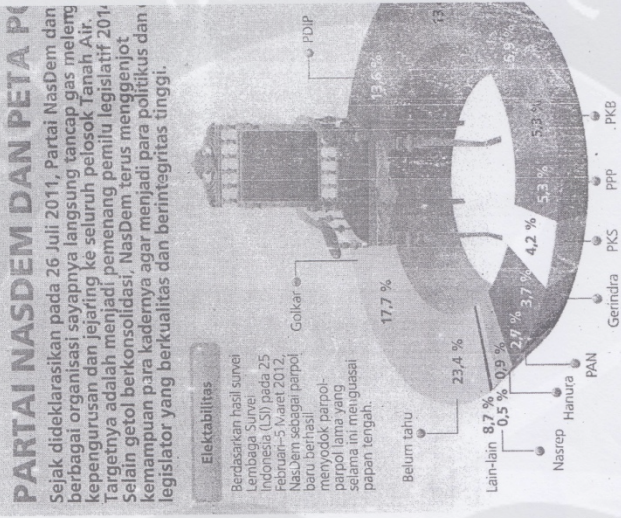 PARTAI NASDEM DAN PETA
Sejak dideklarasikan pada 26 Juli 2011, Partai NasDem dan
berbagai organisasi sayapnya langsung tancap gas melemg
kepengurusan dan jejaring ke seluruh pelosok Tanah Air.
Targetnya adalah menjadi pemenang pemilu legislatif 2014
Selain getol berkonsolidasi, NasDem terus menggenjot
kemampuan para kadernya agar menjadi para politikus dan
legislator yang berkualitas dan berintegritas tinggi.
Elektabilitas
Berdasarkan hasil survei
Lembaga Survei
Indonesia (LSI) pada 25
Februari-5 Maret 2012,
NasDem sebagai parpol
baru berhasil
menyodok parpol-
parpol lama yang
selama ini menguasai
papan tengah.
Golkar
17,7 %
PDIP
13,6%
5,9%
PKB
5,3 %
PPP
5,3 %
PKS
4,2 %
Gerindra
3,7 %
PAN
2,9 %
Hanura
0,9 %
Nasrep
0,5 %
Lain-lain 8,7 %
Belum tahu
23,4 %